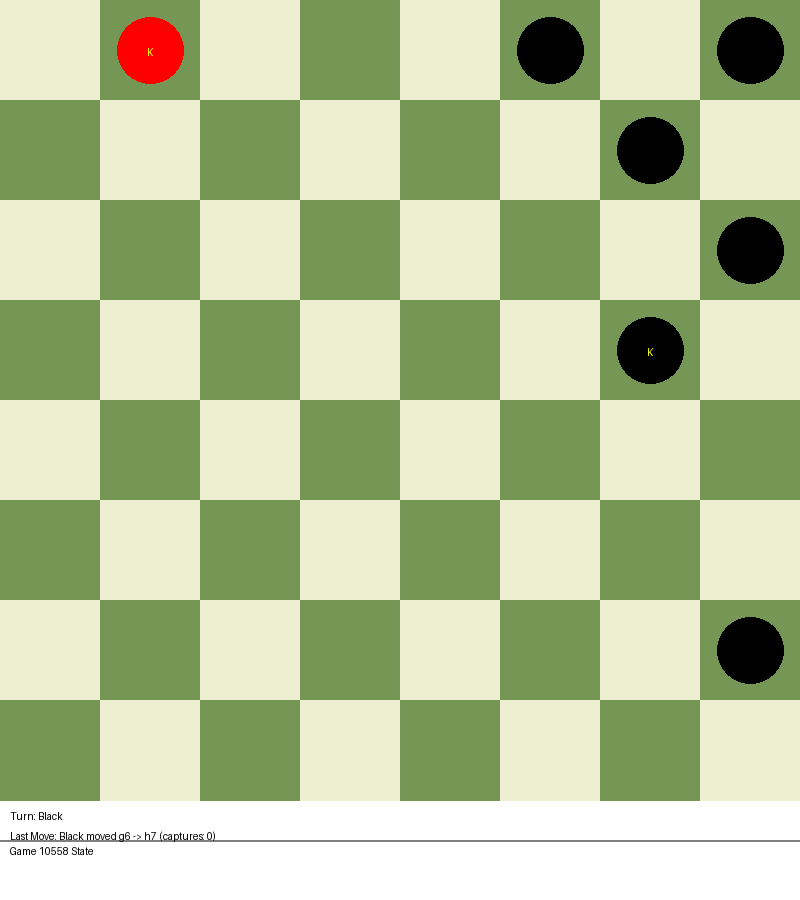 K
K
Turn: Black
Last Move: Black moved g6 -> h7 (captures: 0)
Game 10558 State